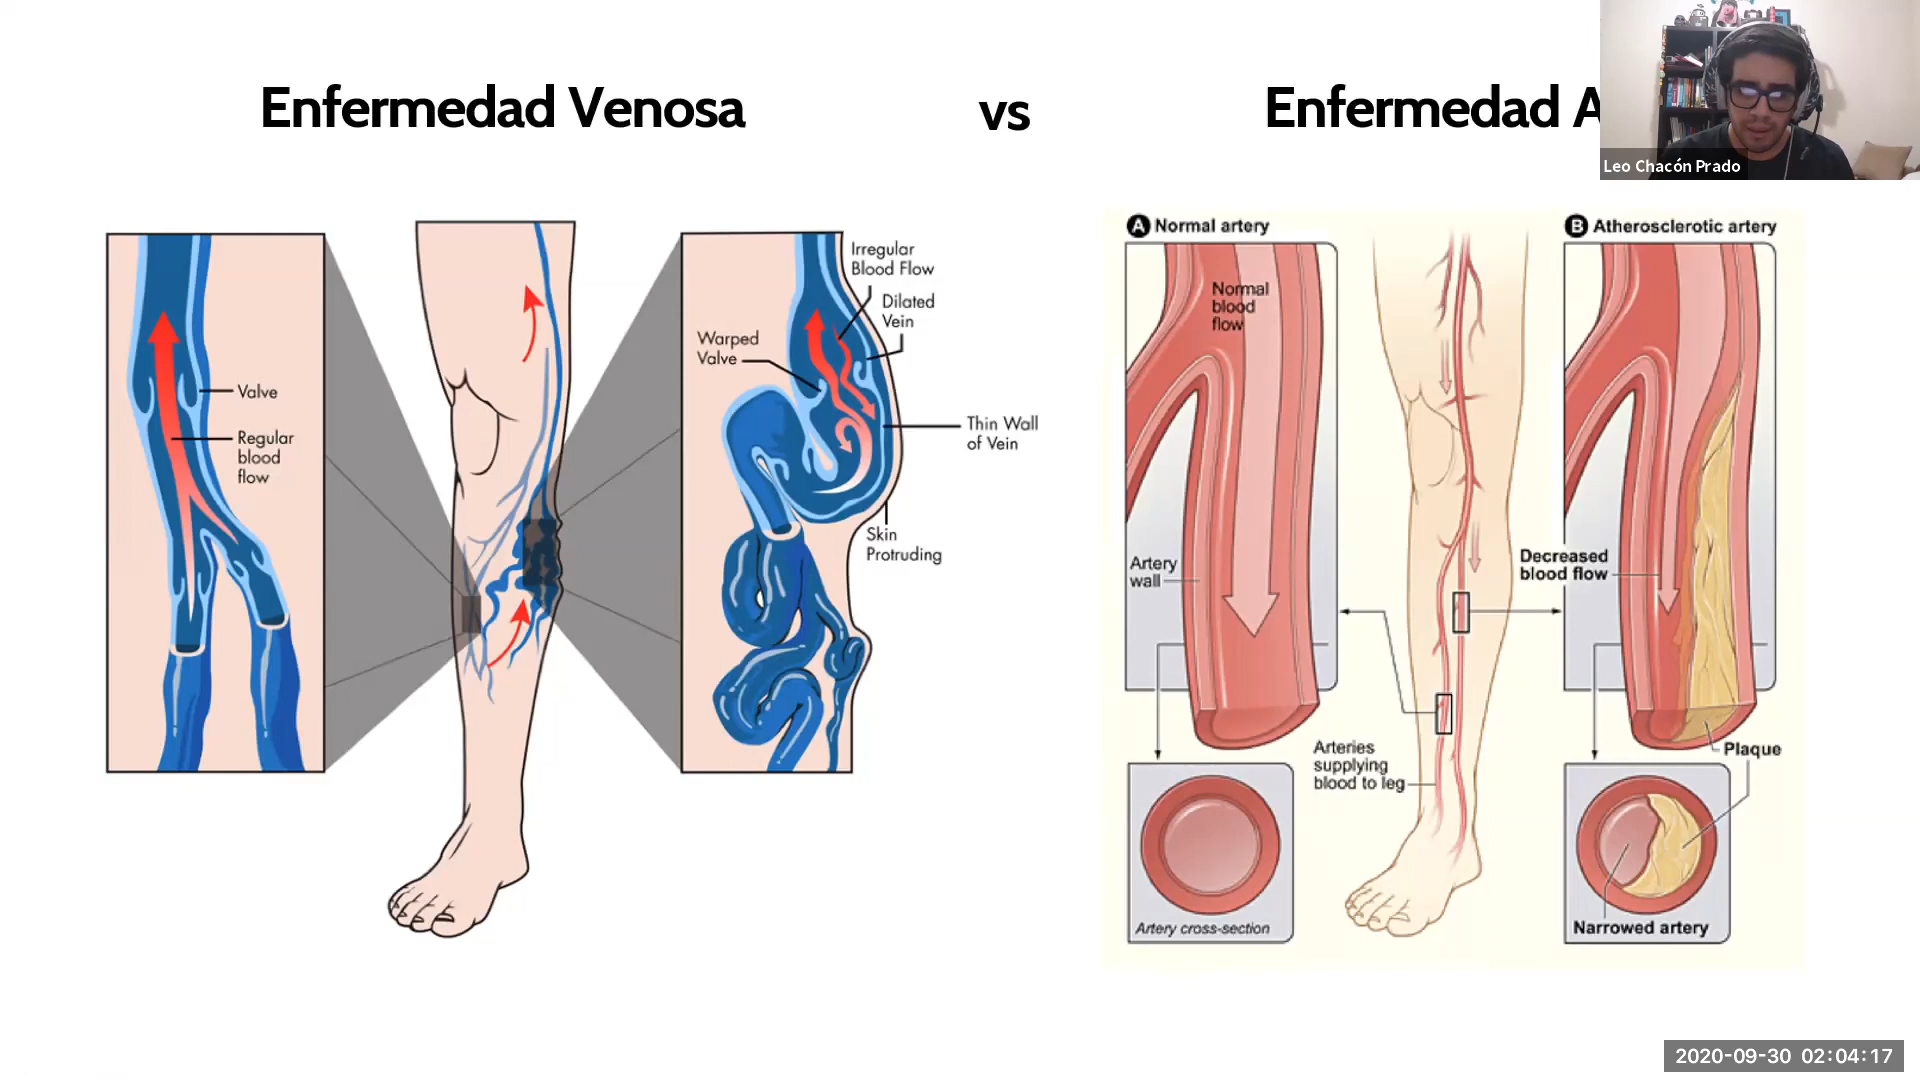 Enfermedad Venosa
vs
Enfermedad A
Leo Chacón Prado
Valve
Regular
blood
flow
Irregular
Blood Flow
Dilated
Vein
Warped
Valve
Thin Wall
of Vein
Skin
Protruding
A Normal artery
Normal
blood
flow
Artery
wall
Artery cross-section
Arteries
supplying
blood to leg
B Atherosclerotic artery
Decreased
blood flow
Plaque
Narrowed artery
2020-09-30 02:04:17